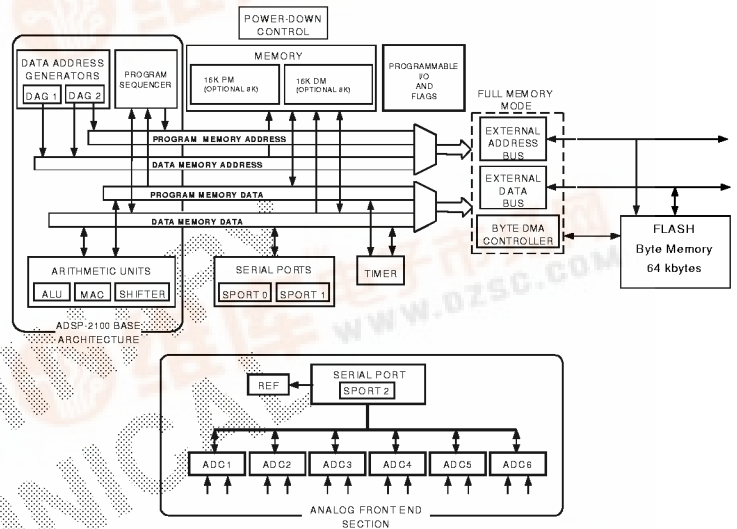 POWER-DOWN
CONTROL
DATA ADDRESS
GENERATORS
DAG 1
DAG 2
PROGRAM
SEQUENCER
MEMORY
16K PM
(OPTIONAL 8K)
16K DM
(OPTIONAL 8K)
PROGRAMMABLE
I/O
AND
FLAGS
FULL MEMORY
MODE
PROGRAM MEMORY ADDRESS
DATA MEMORY ADDRESS
PROGRAM MEMORY DATA
DATA MEMORY DATA
EXTERNAL
ADDRESS
BUS
EXTERNAL
DATA
BUS
BYTE DMA
CONTROLLER
FLASH
Byte Memory
64 kbytes
ARITHMETIC UNITS
ALU
MAC
SHIFTER
SERIAL PORTS
SPORT 0
SPORT 1
TIMER
ADSP-2100 BASE
ARCHITECTURE
WWW.DZSC.COM
SERIAL PORT
SPORT 2
REF
ADC1
ADC2
ADC3
ADC4
ADC5
ADC6
ANALOG FRONT END
SECTION